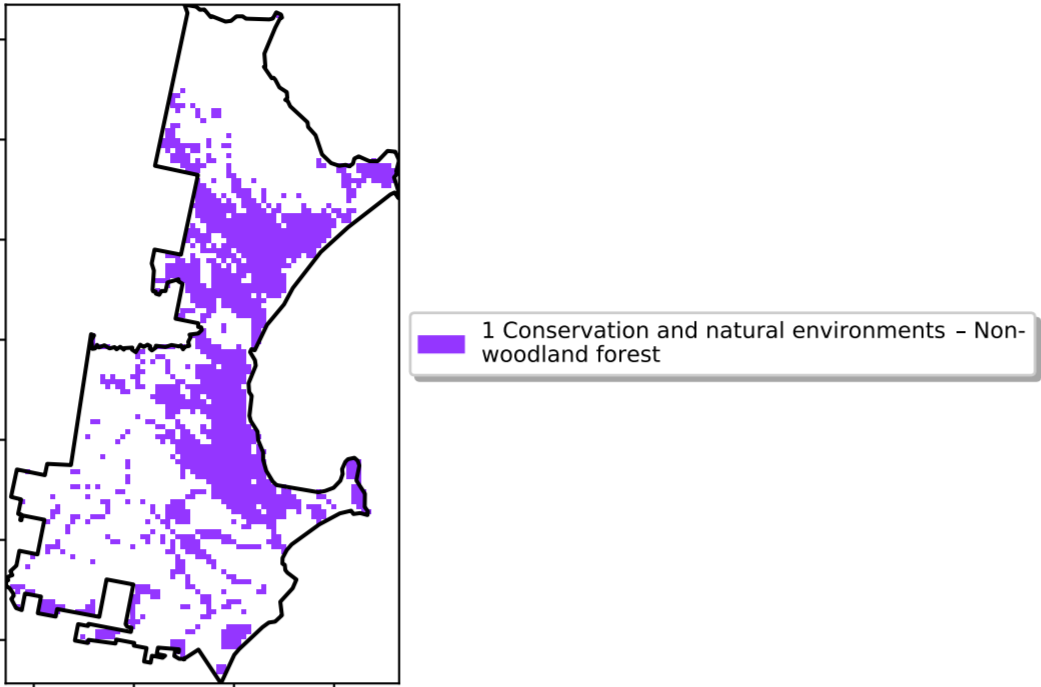 1 Conservation and natural environments – Non-
woodland forest